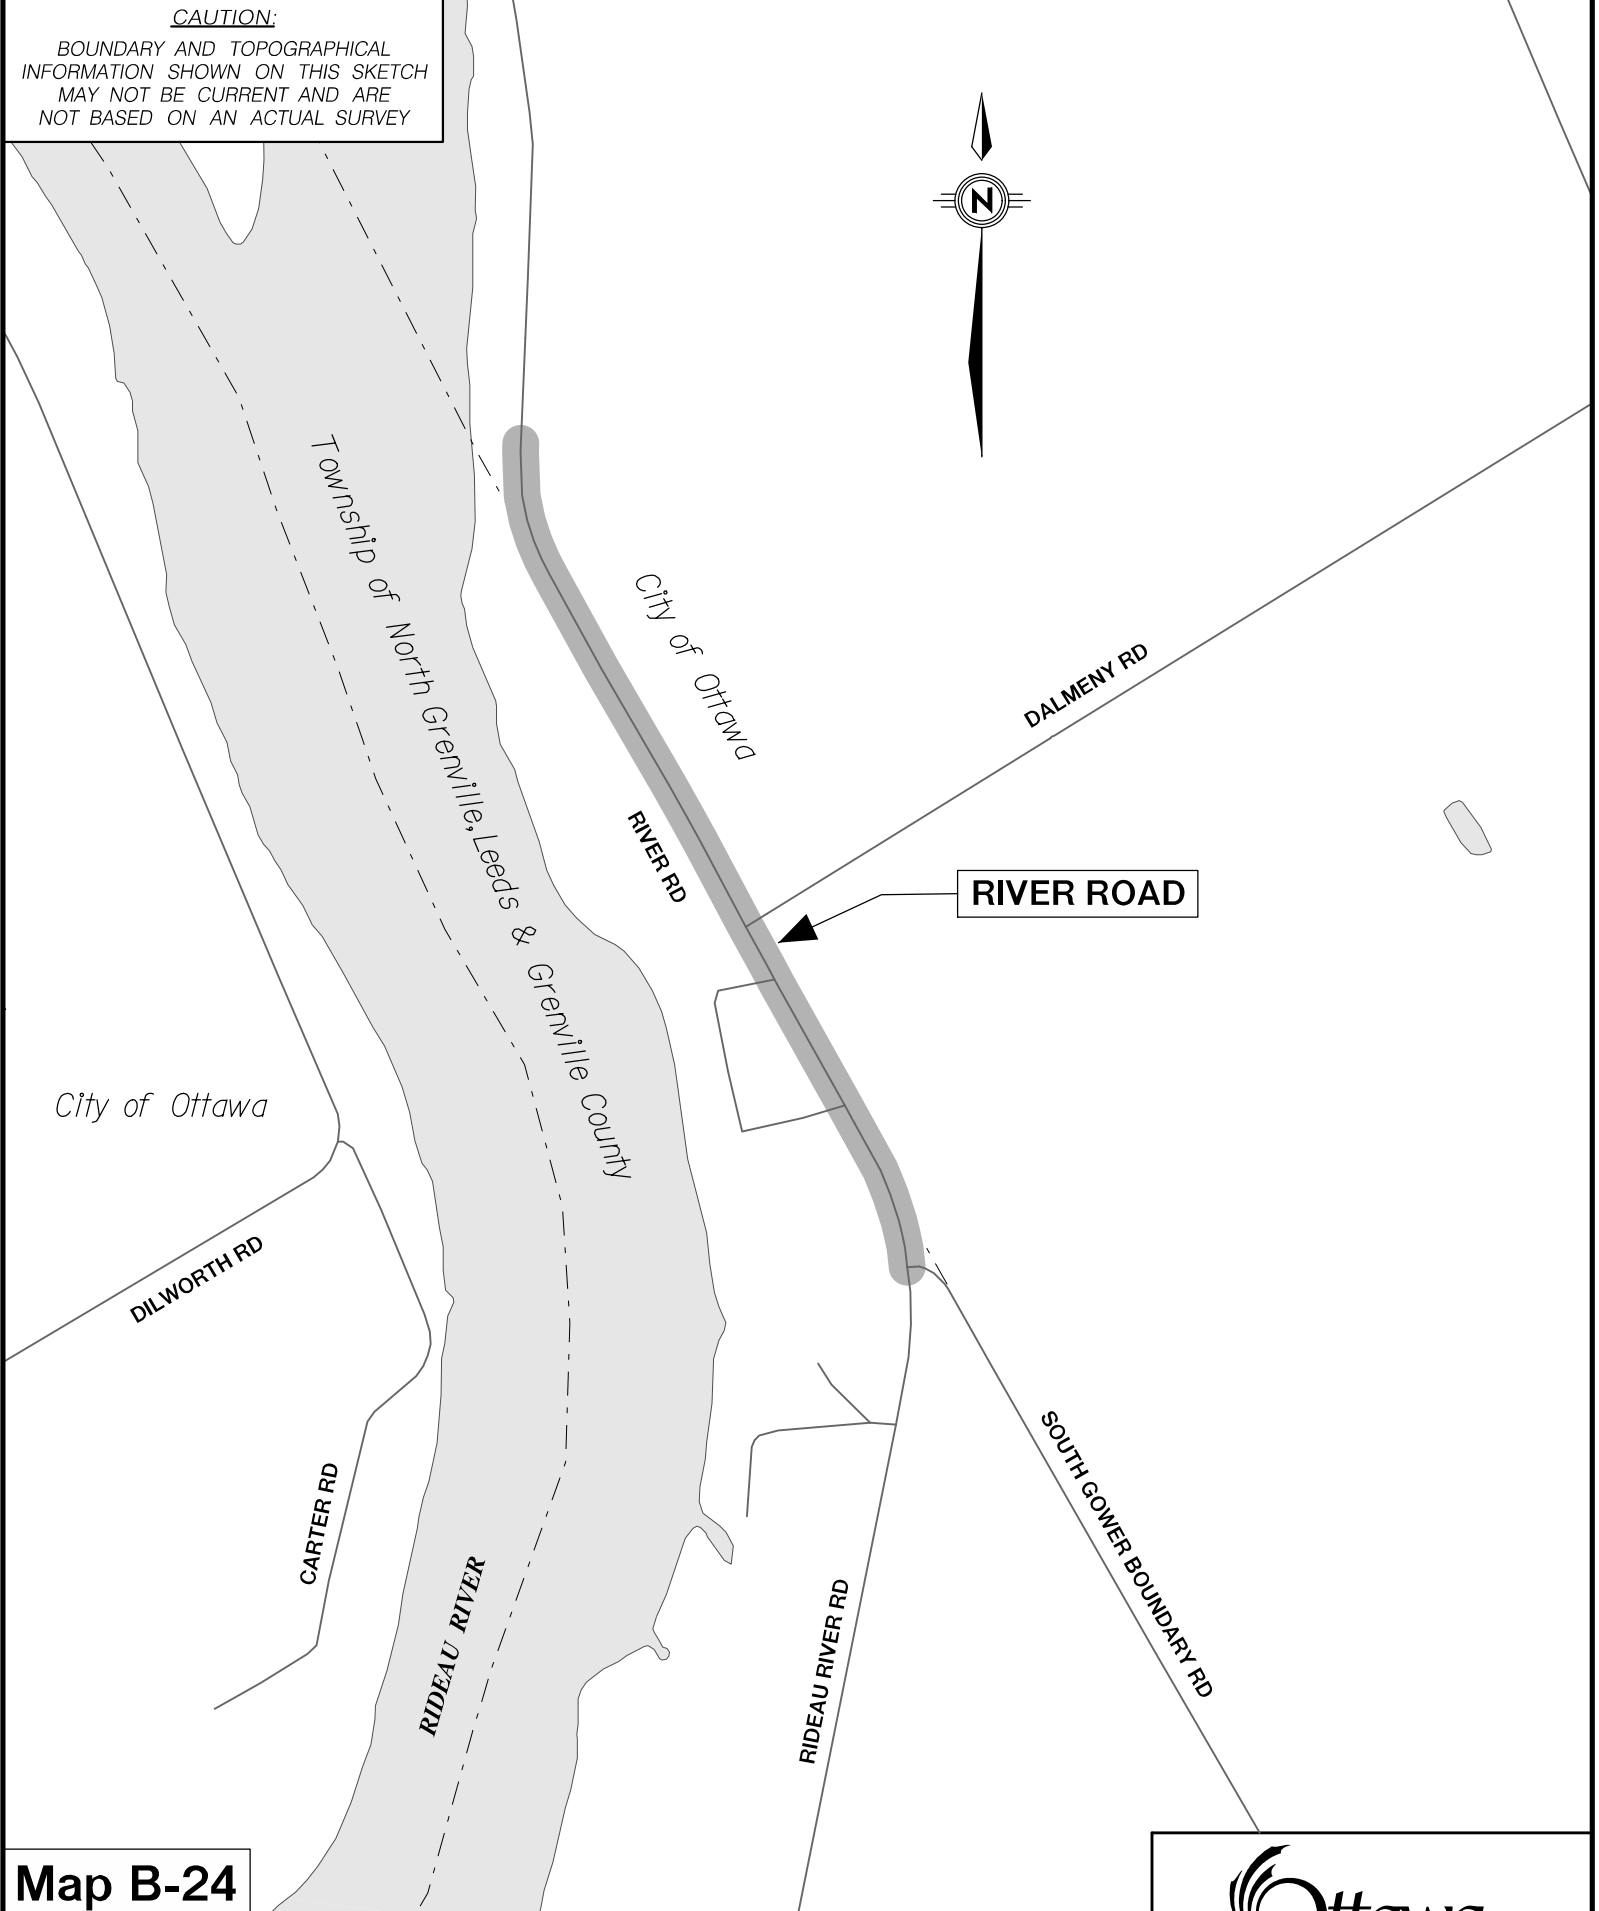 CAUTION:
BOUNDARY AND TOPOGRAPHICAL
INFORMATION SHOWN ON THIS SKETCH
MAY NOT BE CURRENT AND ARE
NOT BASED ON AN ACTUAL SURVEY
N
Township of North Grenville, Leeds & Grenville County
City of Ottawa
DALMENY RD
RIVER RD
RIVER ROAD
City of Ottawa
DILWORTH RD
CARTER RD
RIDEAU RIVER
RIDEAU RIVER RD
SOUTH GOWER BOUNDARY RD
Map B-24
Ottawa